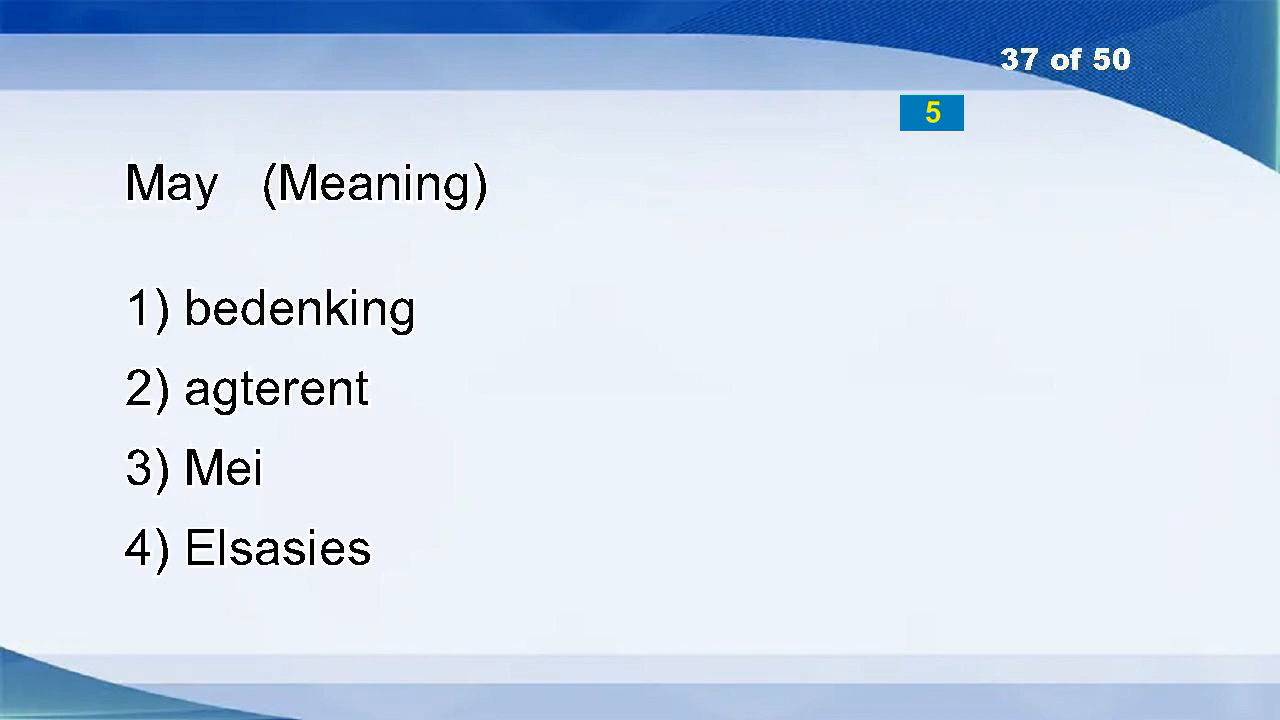 37 of 50
5
May (Meaning)
1) bedenking
2) agterent
3) Mei
4) Elsasies